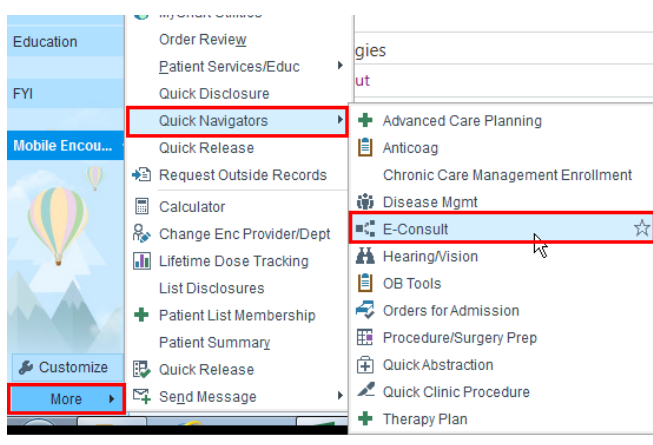 Education
FYI
Mobile Encou...
Customize
More
MyChart Utilities
Order Review
Patient Services/Educ
Quick Disclosure
Quick Navigators
Quick Release
Request Outside Records
Calculator
Change Enc Provider/Dept
Lifetime Dose Tracking
List Disclosures
Patient List Membership
Patient Summary
Quick Release
Send Message
gies
ut
Advanced Care Planning
Anticoag
Chronic Care Management Enrollment
Disease Mgmt
E-Consult
Hearing/Vision
OB Tools
Orders for Admission
Procedure/Surgery Prep
Quick Abstraction
Quick Clinic Procedure
Therapy Plan